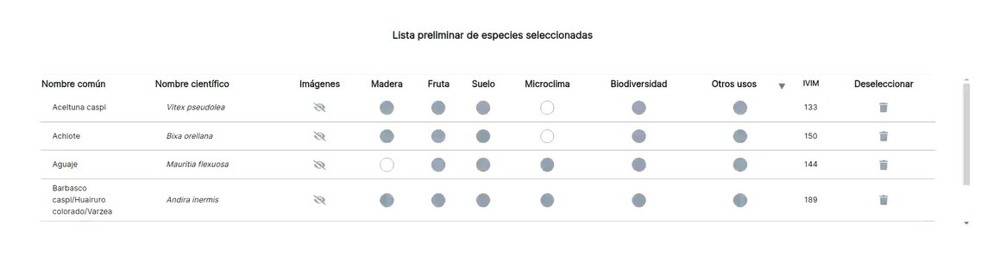 Lista preliminar de especies seleccionadas
Nombre común Nombre científico Imágenes Madera Fruta Suelo Microclima Biodiversidad Otros usos IVIM Deseleccionar
Aceituna caspi Vitex pseudolea 133
Achiote Bixa orellana 150
Aguaje Mauritia flexuosa 144
Barbasco
caspi/Huairuro Andira inermis 189
colorado/Varzea